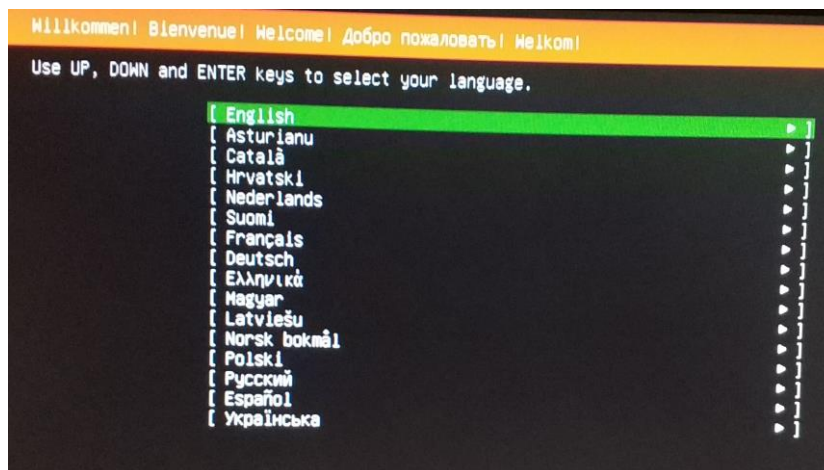 Willkommen! Bienvenue! Welcome! Добро пожаловать! Welkom!
Use UP, DOWN and ENTER keys to select your language.
[ English ▸ ]
[ Asturianu ▸ ]
[ Català ▸ ]
[ Hrvatski ▸ ]
[ Nederlands ▸ ]
[ Suomi ▸ ]
[ Français ▸ ]
[ Deutsch ▸ ]
[ Ελληνικά ▸ ]
[ Magyar ▸ ]
[ Latviešu ▸ ]
[ Norsk bokmål ▸ ]
[ Polski ▸ ]
[ Русский ▸ ]
[ Español ▸ ]
[ Українська ▸ ]